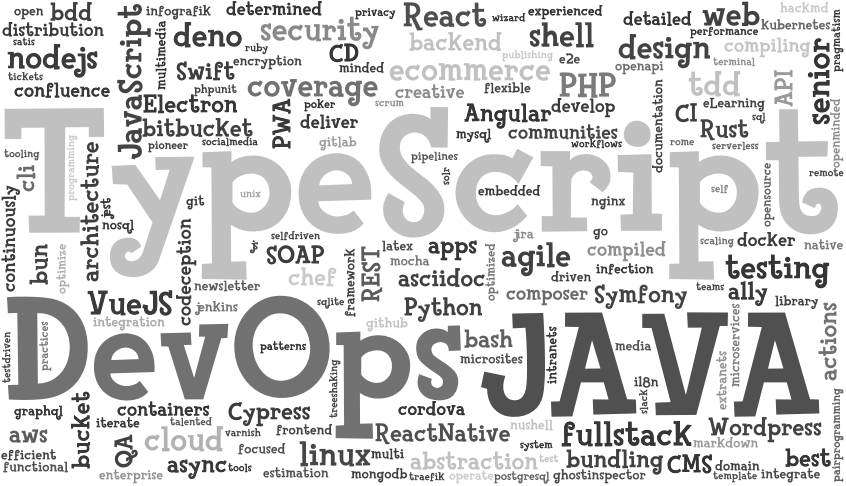 open
bdd
infografik
determined
privacy
React
wizard
experienced
detailed
web
hackmd
kubernetes
pragmatism
distribution
satis
nodejs
tickets
confluence
JavaScript
multimedia
deno
ruby
encryption
security
CD
minded
backend
publishing
shell
e2e
design
openapi
performance
compiling
terminal
Swift
phpunit
coverage
ecommerce
creative
flexible
PHP
tdd
API
senior
Electron
bitbucket
pioneer
socialmedia
PWA
poker
deliver
gitlab
scrum
Angular
develop
mysql
communities
workflows
documentation
CI
eLearning
sql
Rust
rome
serverless
openminded
remote
tooling
cli
programming
architecture
continuously
TypeScript
pipelines
solr
unix
embedded
self
opensource
nginx
git
jest
nosql
bun
optimize
codeception
selfdriven
js
SOAP
latex
mocha
apps
jira
go
agile
driven
optimized
compiled
infection
scaling
docker
native
testing
teams
ally
library
newsletter
chef
framework
REST
asciidoc
composer
Symfony
VueJS
integration
jenkins
sqlite
github
Python
DevOps
JAVA
testdriven
practices
patterns
treeshaking
bash
microsites
intranets
media
i18n
slack
extranets
microservices
actions
graphql
bucket
containers
talented
iterate
Cypress
cordova
aws
efficient
functional
QA
cloud
varnish
frontend
focused
ReactNative
nushell
system
fullstack
Wordpress
markdown
pairprogramming
enterprise
async
tools
estimation
linux
multi
mongodb
traefik
abstraction
test
operate
postgresql
bundling
ghostinspector
CMS
domain
template
best
integrate